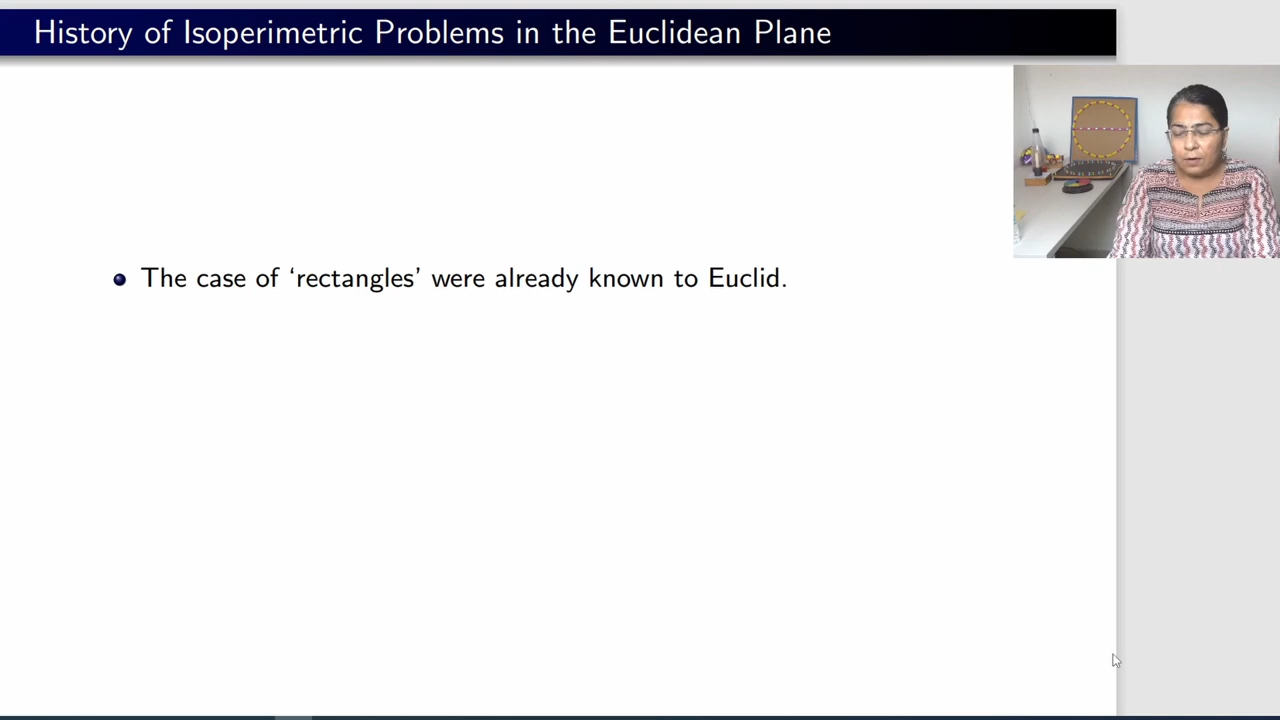 History of Isoperimetric Problems in the Euclidean Plane
The case of ‘rectangles’ were already known to Euclid.